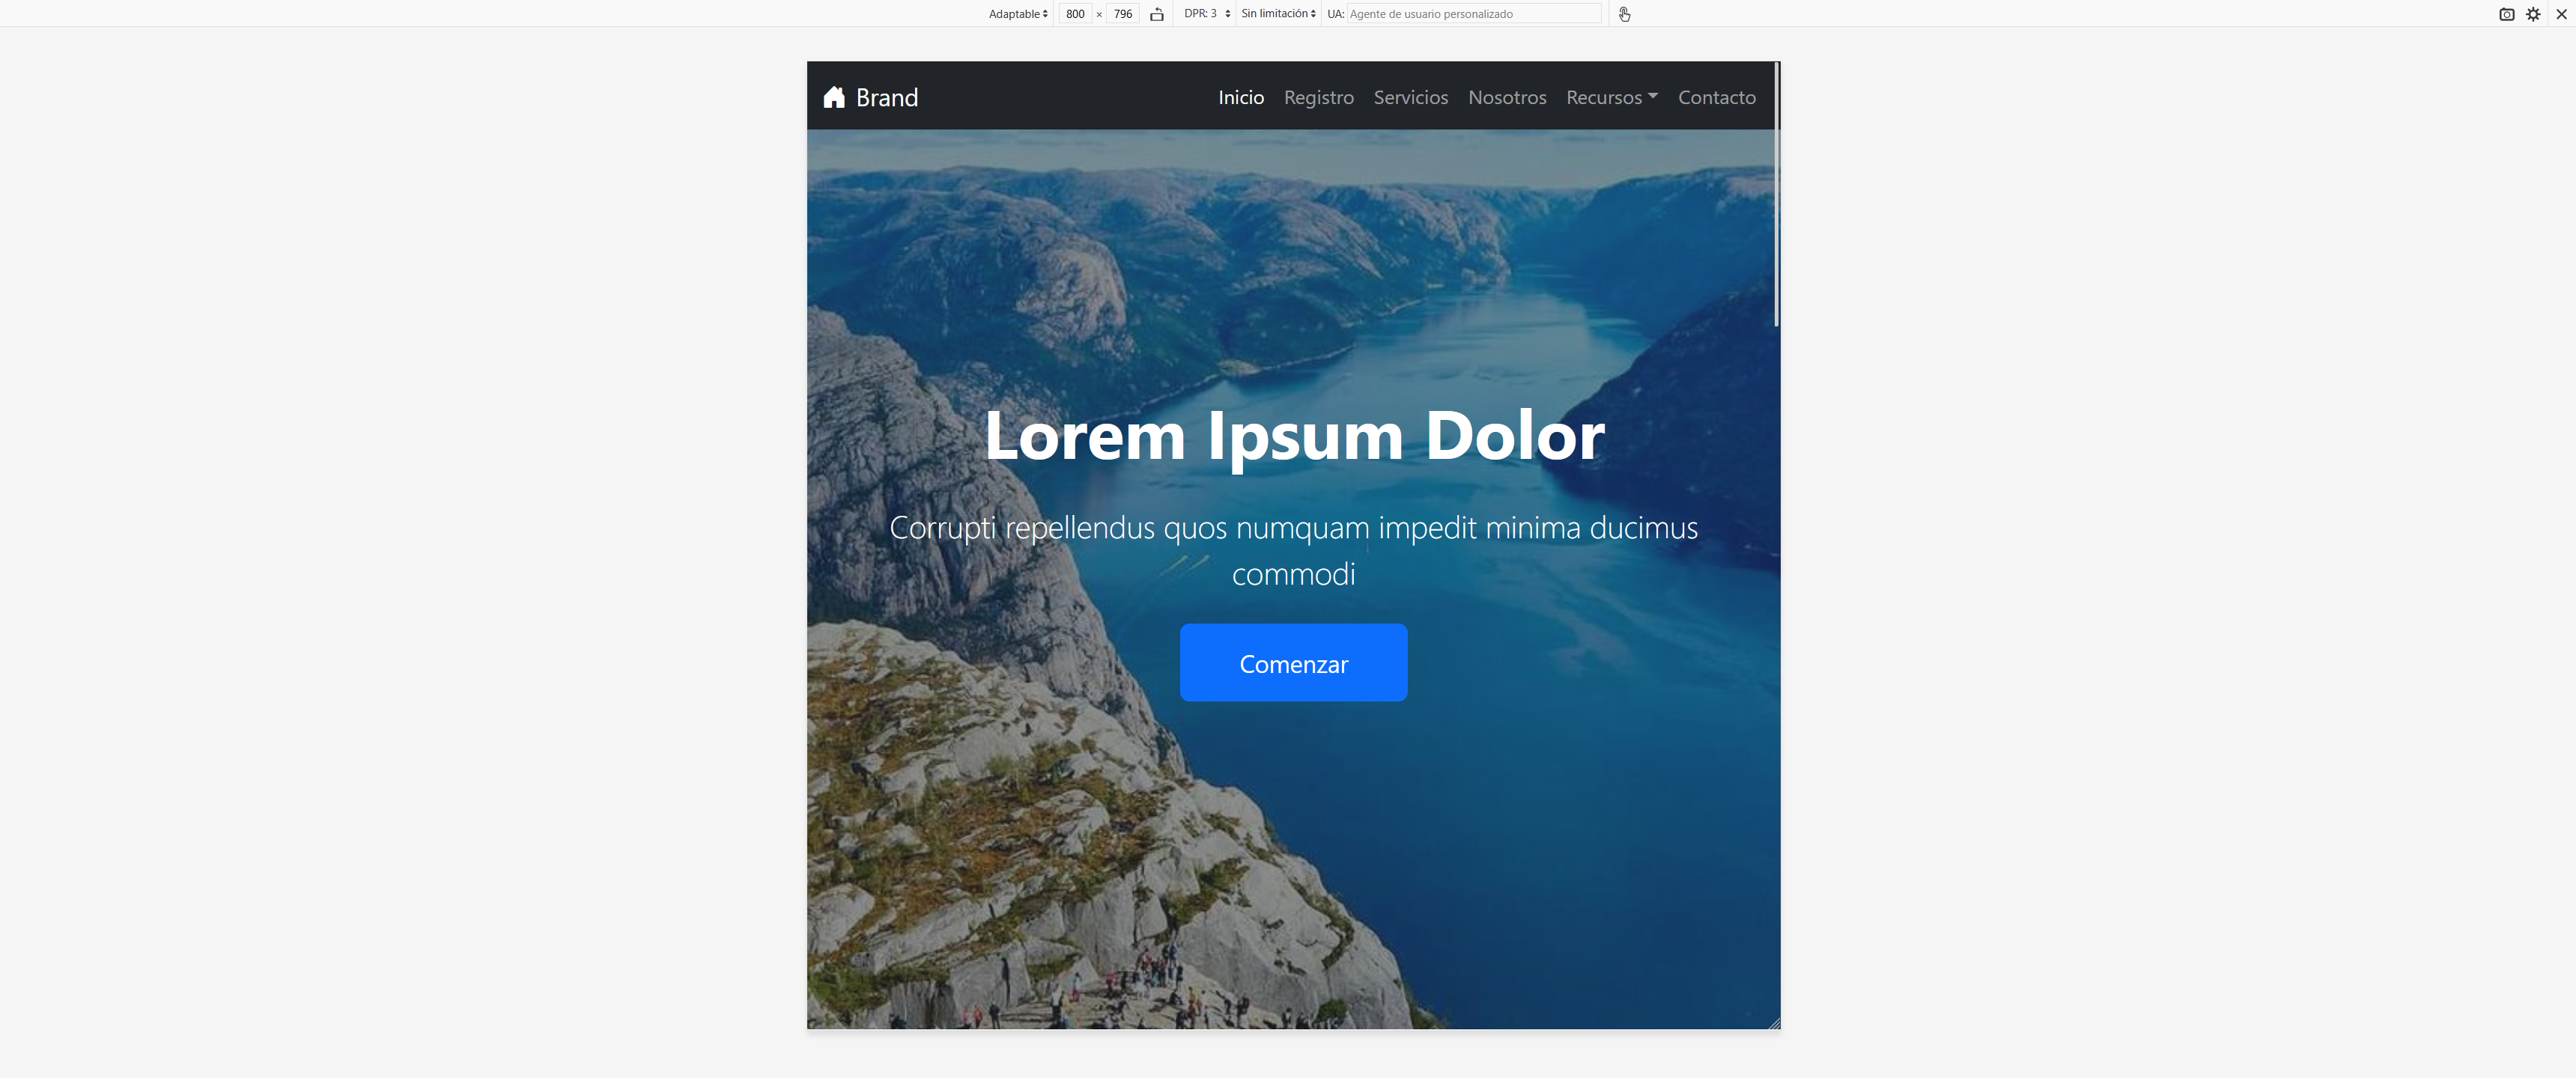 Adaptable 800 × 796 DPR: 3 Sin limitación UA: Agente de usuario personalizado
Brand Inicio Registro Servicios Nosotros Recursos Contacto
Lorem Ipsum Dolor
Corrupti repellendus quos numquam impedit minima ducimus
commodi
Comenzar